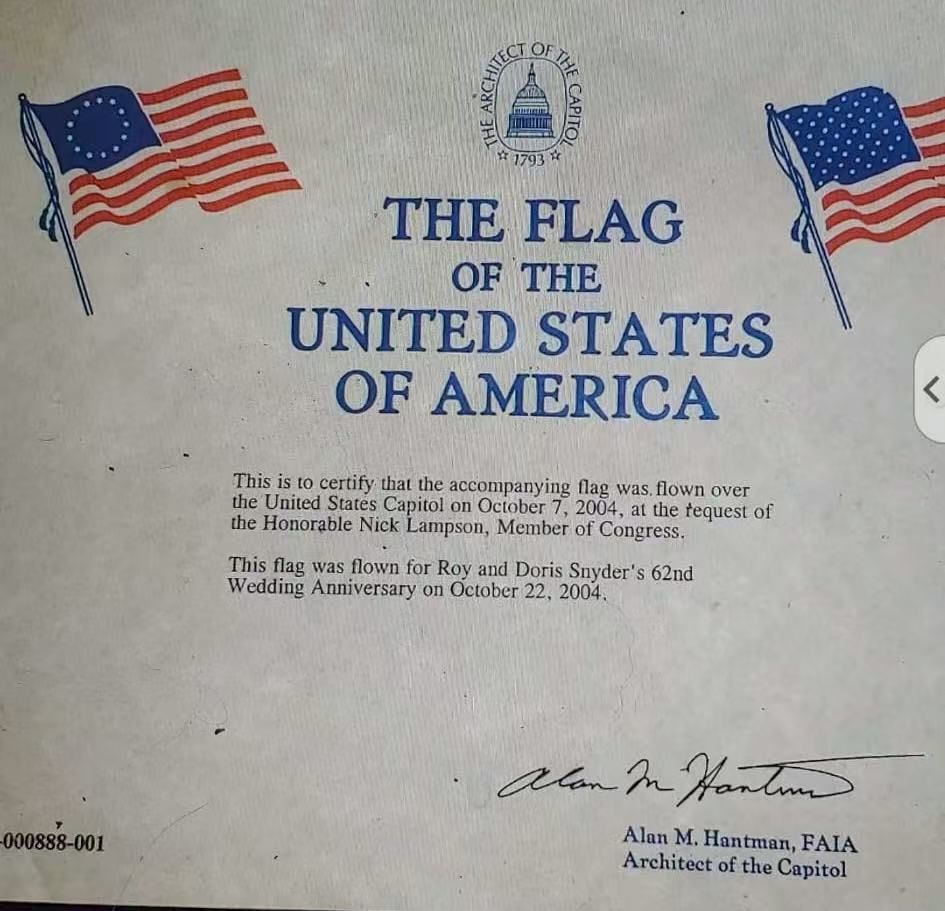 THE ARCHITECT OF THE CAPITOL
1793
THE FLAG
OF THE
UNITED STATES
OF AMERICA
This is to certify that the accompanying flag was flown over
the United States Capitol on October 7, 2004, at the request of
the Honorable Nick Lampson, Member of Congress.
This flag was flown for Roy and Doris Snyder's 62nd
Wedding Anniversary on October 22, 2004.
Alan M Hantman
Alan M. Hantman, FAIA
Architect of the Capitol
-000888-001